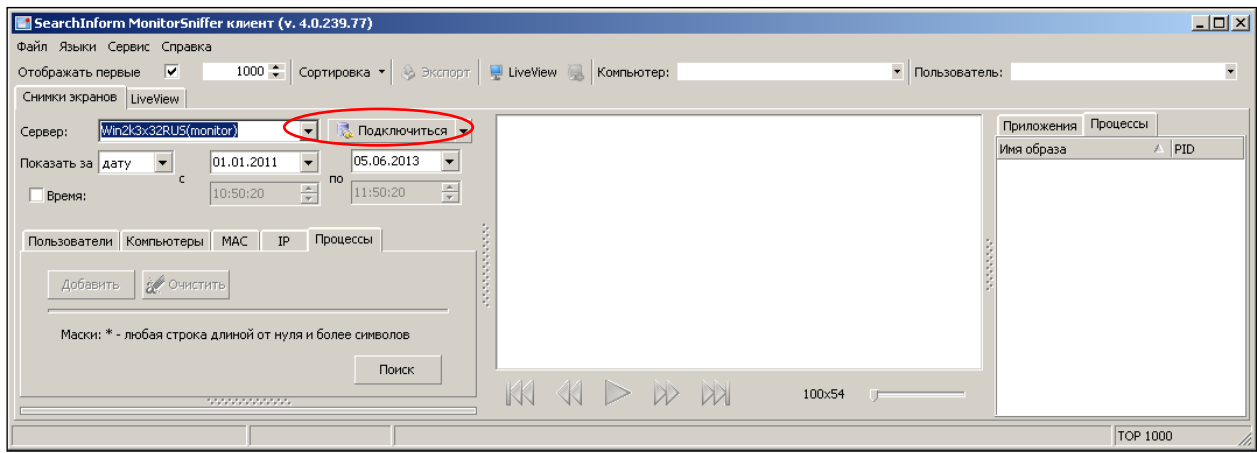 SearchInform MonitorSniffer клиент (v. 4.0.239.77)
Файл Языки Сервис Справка
Отображать первые 1000 Сортировка Экспорт LiveView Компьютер: Пользователь:
Снимки экранов LiveView
Сервер: Win2k3x32RUS(monitor) Подключиться
Приложения Процессы
Имя образа PID
Показать за дату с 01.01.2011 по 05.06.2013
Время: 10:50:20 11:50:20
Пользователи Компьютеры MAC IP Процессы
Добавить Очистить
Маски: * - любая строка длиной от нуля и более символов
Поиск
100x54
TOP 1000